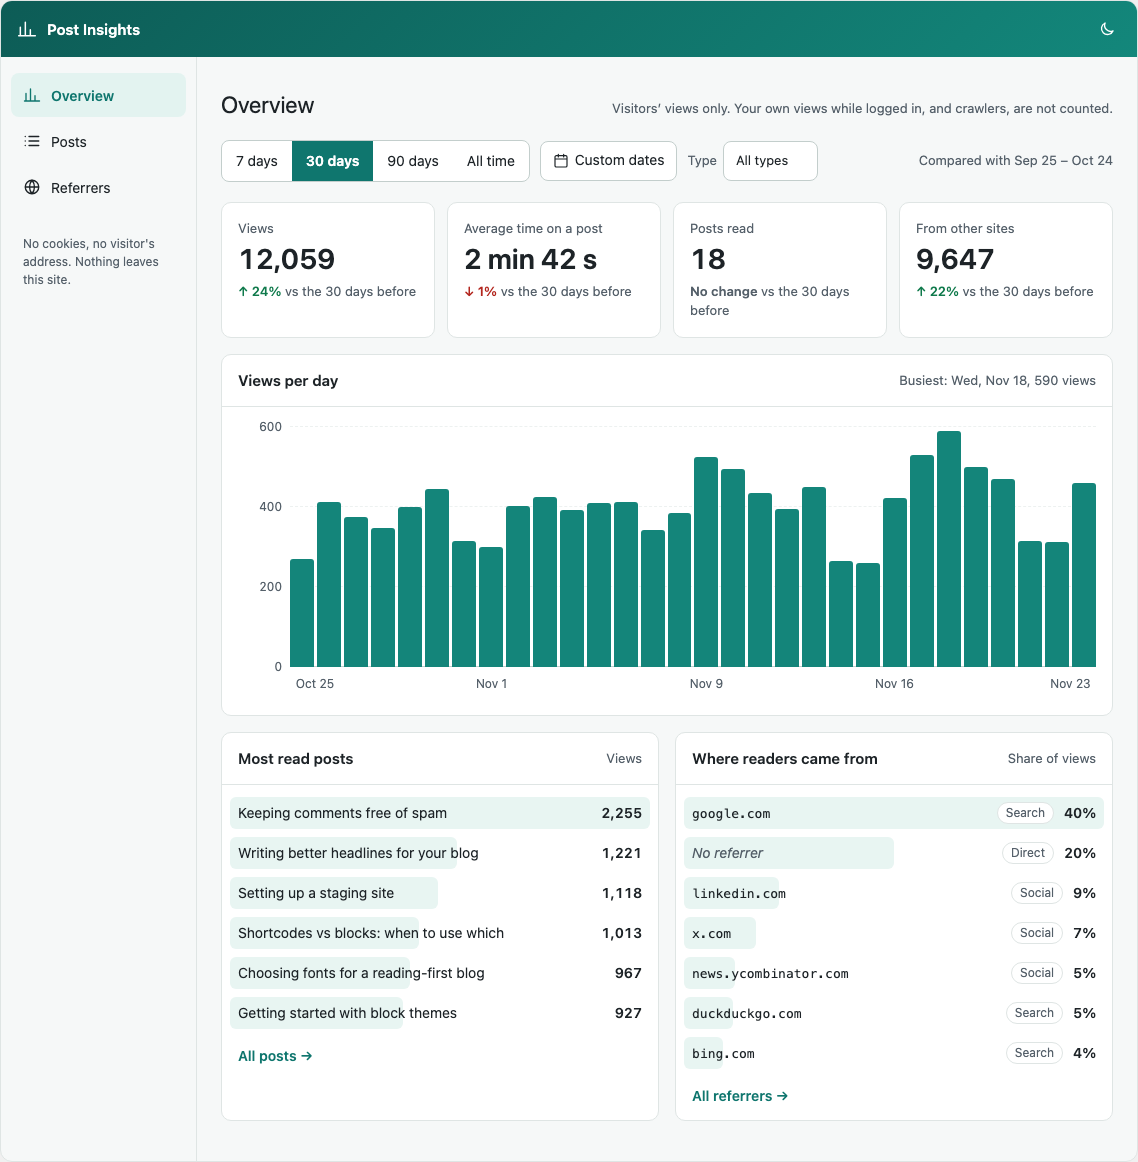 Post Insights
Overview
Posts
Referrers
No cookies, no visitor's
address. Nothing leaves
this site.
Overview
Visitors’ views only. Your own views while logged in, and crawlers, are not counted.
7 days
30 days
90 days
All time
Custom dates
Type
All types
Compared with Sep 25 – Oct 24
Views
12,059
↑ 24% vs the 30 days before
Average time on a post
2 min 42 s
↓ 1% vs the 30 days before
Posts read
18
No change vs the 30 days
before
From other sites
9,647
↑ 22% vs the 30 days before
Views per day
Busiest: Wed, Nov 18, 590 views
600
400
200
0
Oct 25
Nov 1
Nov 9
Nov 16
Nov 23
Most read posts
Views
Keeping comments free of spam 2,255
Writing better headlines for your blog 1,221
Setting up a staging site 1,118
Shortcodes vs blocks: when to use which 1,013
Choosing fonts for a reading-first blog 967
Getting started with block themes 927
All posts →
Where readers came from
Share of views
google.com Search 40%
No referrer Direct 20%
linkedin.com Social 9%
x.com Social 7%
news.ycombinator.com Social 5%
duckduckgo.com Search 5%
bing.com Search 4%
All referrers →